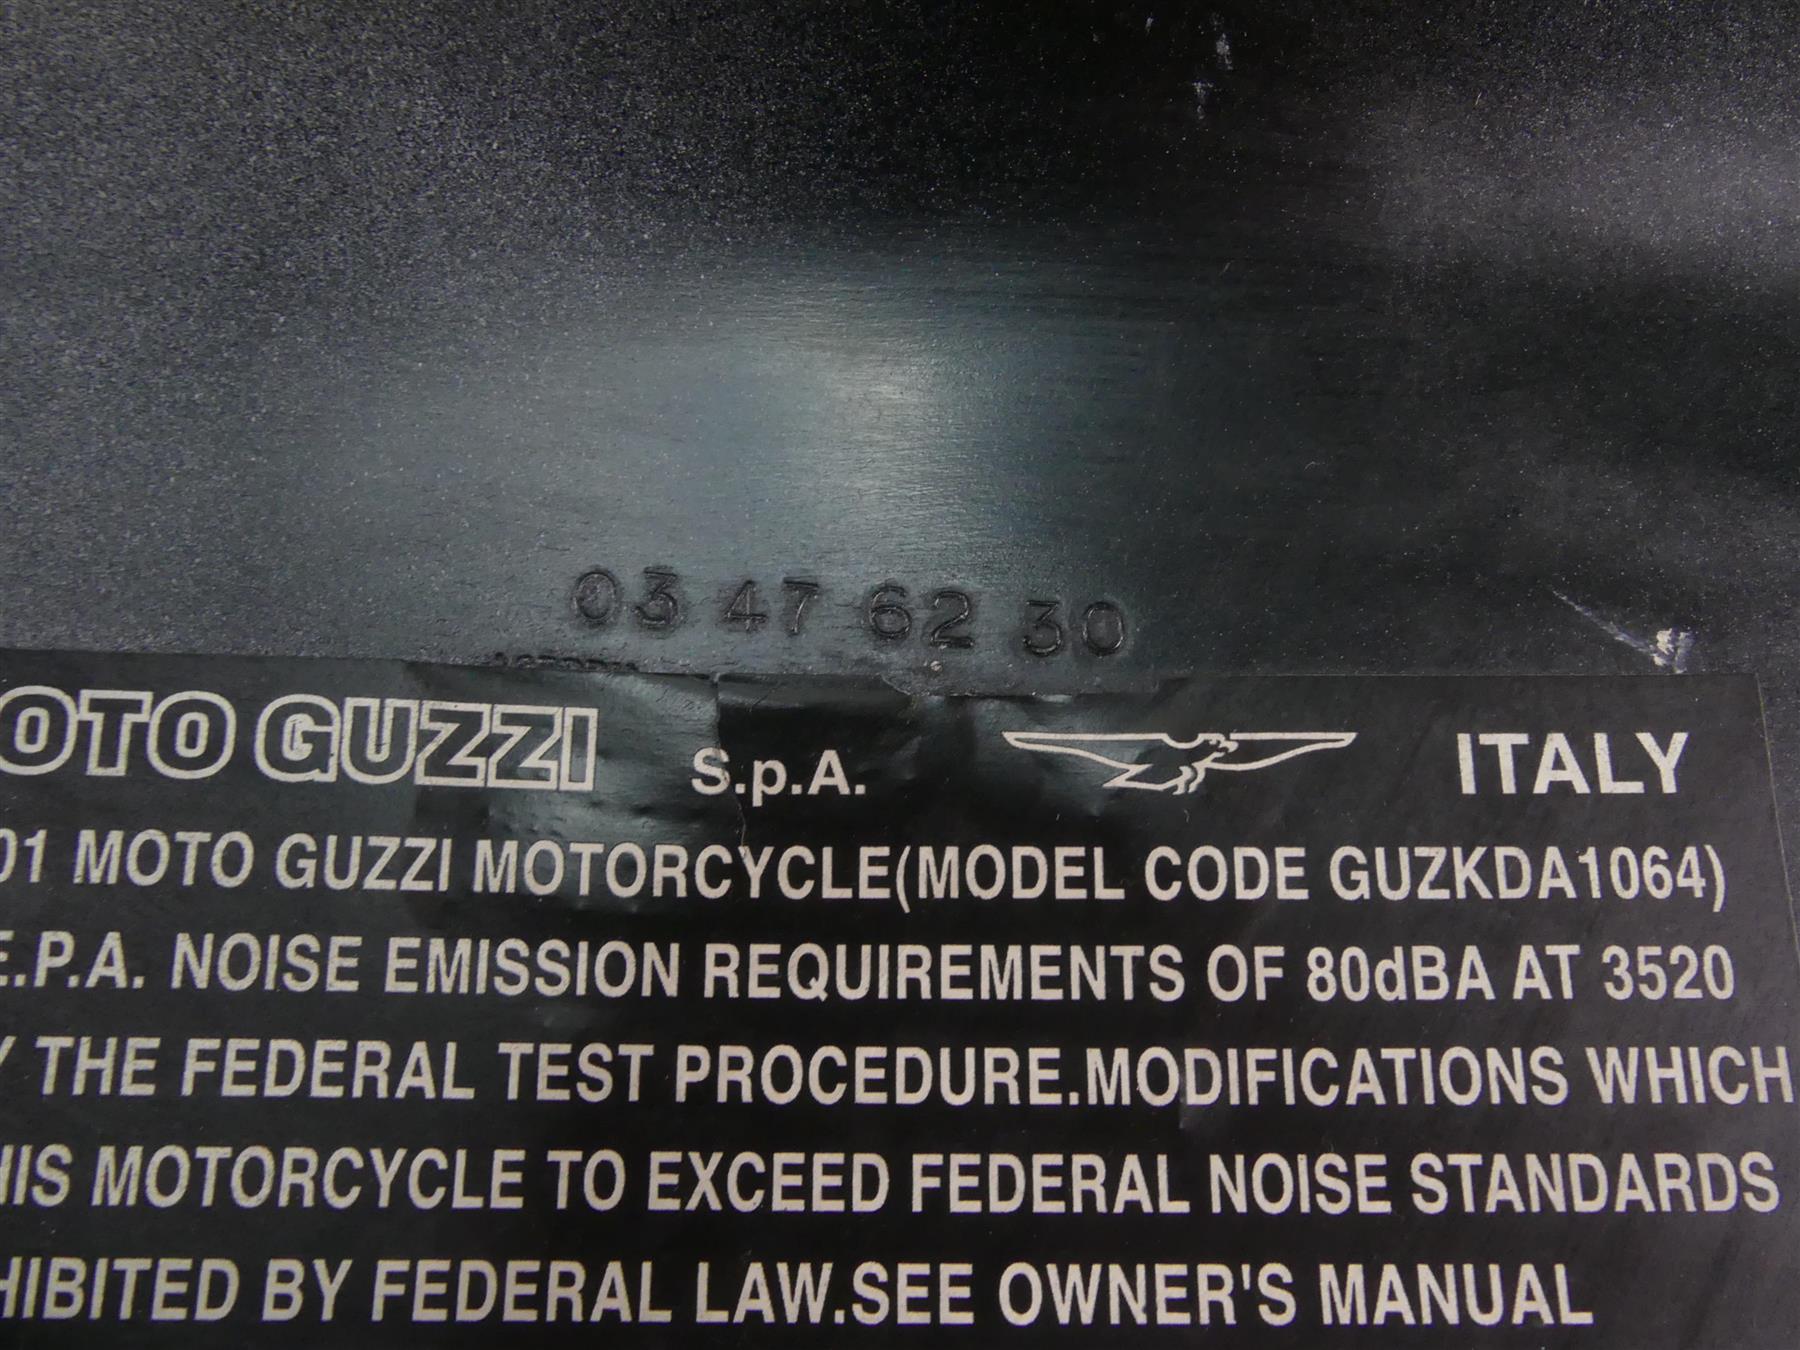 03 47 62 30
OTO GUZZI S.p.A. ITALY
01 MOTO GUZZI MOTORCYCLE(MODEL CODE GUZKDA1064)
E.P.A. NOISE EMISSION REQUIREMENTS OF 80dBA AT 3520
THE FEDERAL TEST PROCEDURE.MODIFICATIONS WHICH
HIS MOTORCYCLE TO EXCEED FEDERAL NOISE STANDARDS
HIBITED BY FEDERAL LAW.SEE OWNER'S MANUAL